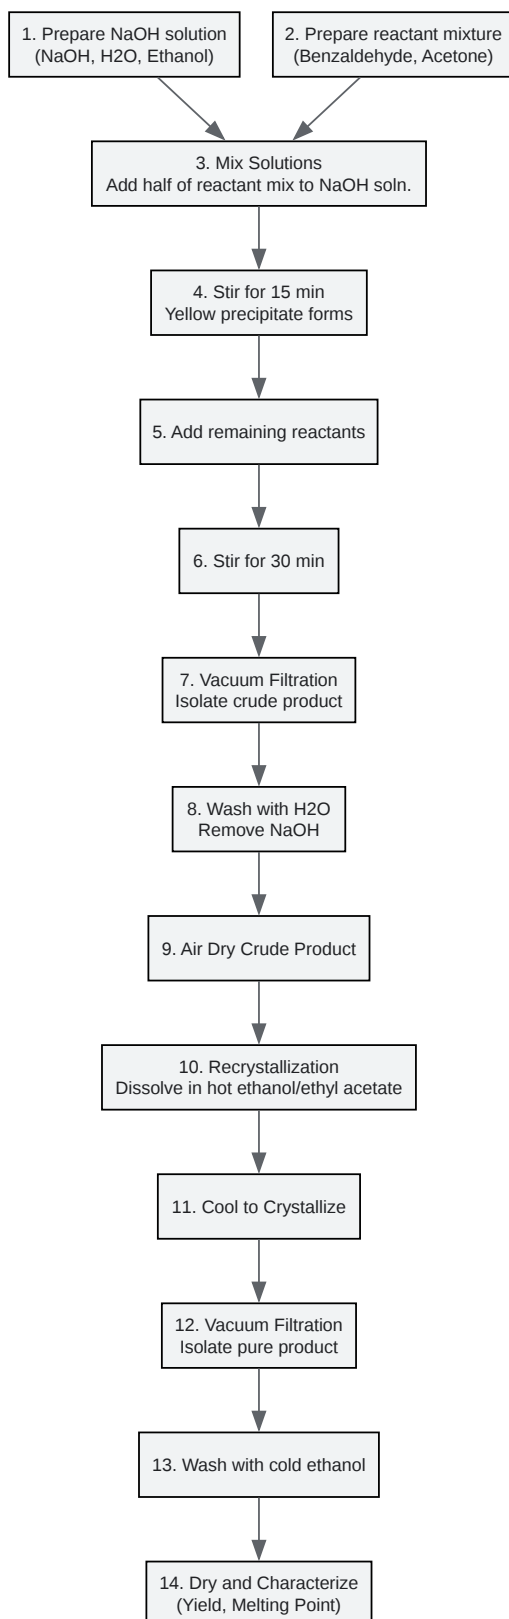 1. Prepare NaOH solution
(NaOH, H2O, Ethanol)
2. Prepare reactant mixture
(Benzaldehyde, Acetone)
3. Mix Solutions
Add half of reactant mix to NaOH soln.
4. Stir for 15 min
Yellow precipitate forms
5. Add remaining reactants
6. Stir for 30 min
7. Vacuum Filtration
Isolate crude product
8. Wash with H2O
Remove NaOH
9. Air Dry Crude Product
10. Recrystallization
Dissolve in hot ethanol/ethyl acetate
11. Cool to Crystallize
12. Vacuum Filtration
Isolate pure product
13. Wash with cold ethanol
14. Dry and Characterize
(Yield, Melting Point)